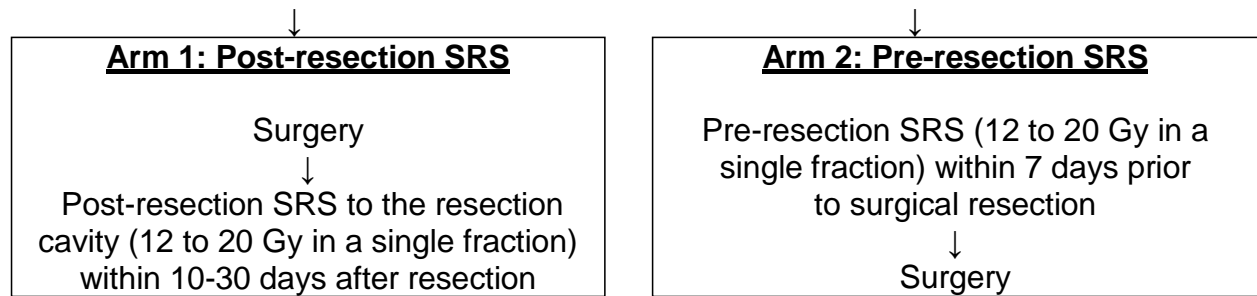 Arm 1: Post-resection SRS
Surgery
↓
Post-resection SRS to the resection
cavity (12 to 20 Gy in a single fraction)
within 10-30 days after resection
Arm 2: Pre-resection SRS
Pre-resection SRS (12 to 20 Gy in a
single fraction) within 7 days prior
to surgical resection
↓
Surgery